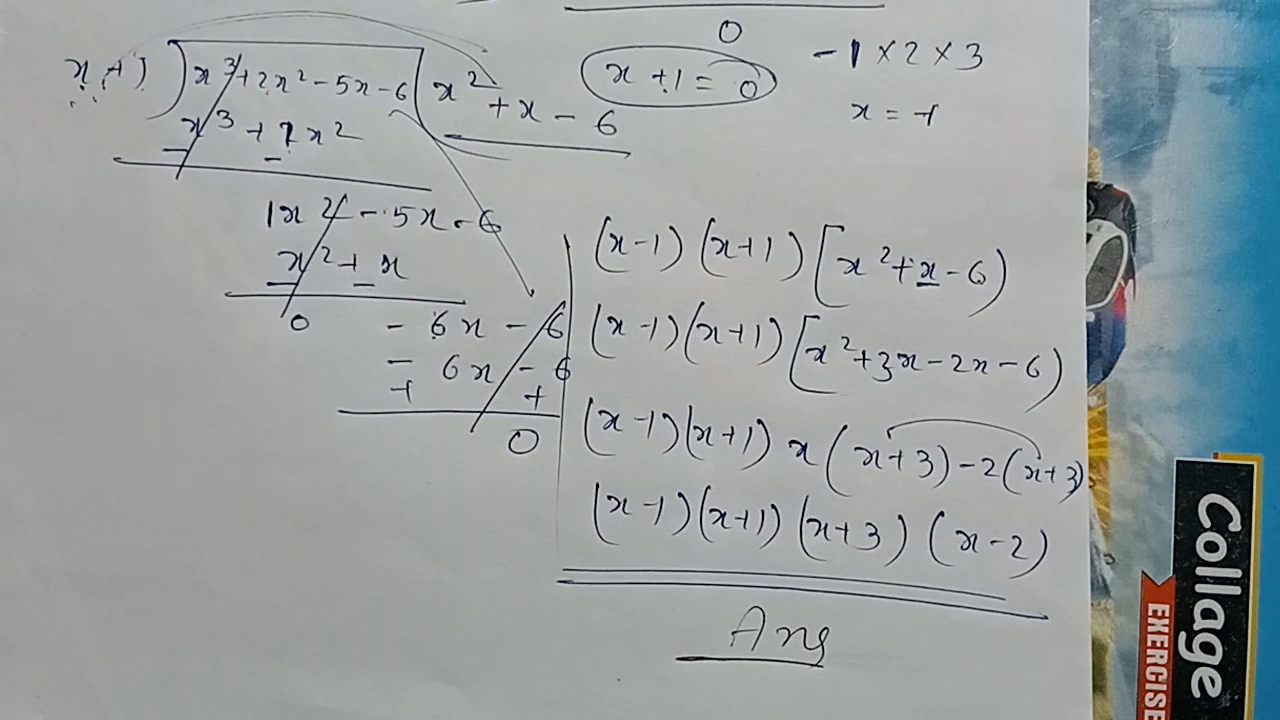 0
x + 1 ) x³ + 2x² - 5x - 6 ( x² + x - 6
x³ + 1x²
- -
1x² - 5x - 6
x² + x
- -
0 - 6x - 6
- 6x - 6
+ +
0
x + 1 = 0
- 1 × 2 × 3
x = -1
(x-1) (x+1) [x² + x - 6)
(x-1) (x+1) [x² + 3x - 2x - 6)
(x-1) (x+1) x (x+3) - 2 (x+3)
(x-1) (x+1) (x+3) (x-2)
Ans
Collage
EXERCISE